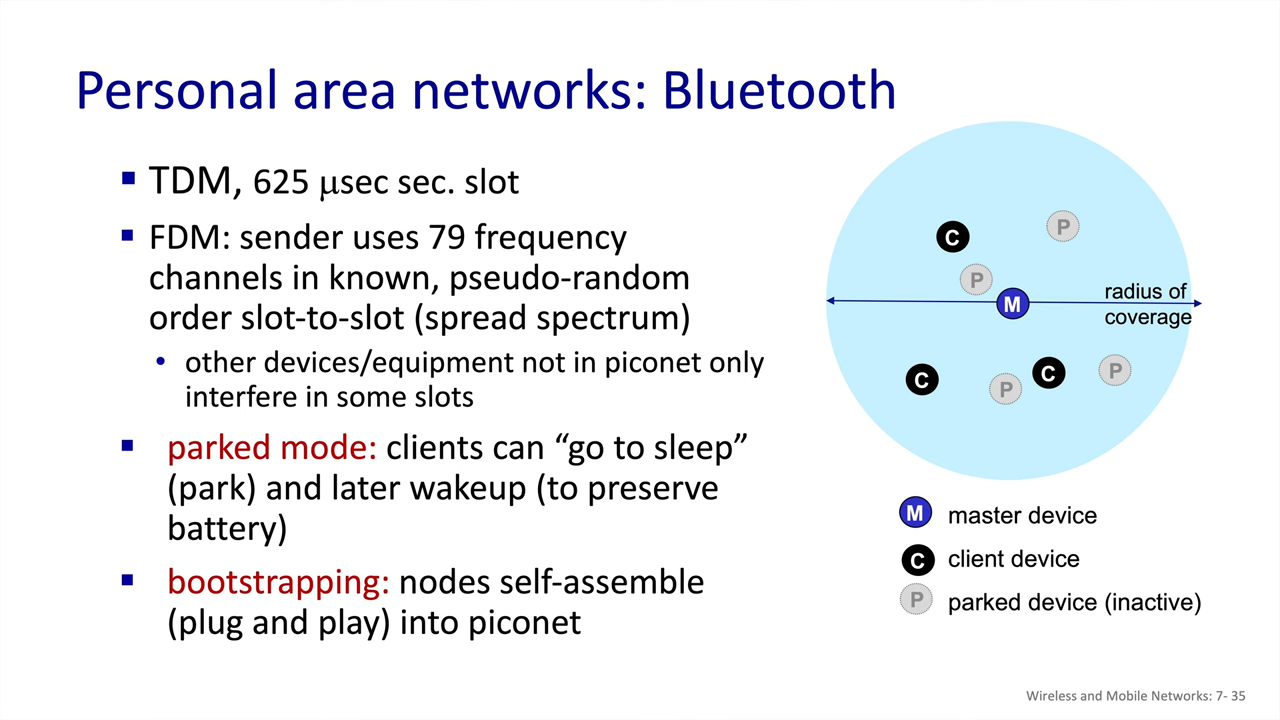 Personal area networks: Bluetooth
▪ TDM, 625 μsec sec. slot
▪ FDM: sender uses 79 frequency
channels in known, pseudo-random
order slot-to-slot (spread spectrum)
• other devices/equipment not in piconet only
interfere in some slots
▪ parked mode: clients can “go to sleep”
(park) and later wakeup (to preserve
battery)
▪ bootstrapping: nodes self-assemble
(plug and play) into piconet
P
C
P
M
radius of
coverage
C
P
C
P
M master device
C client device
P parked device (inactive)
Wireless and Mobile Networks: 7- 35